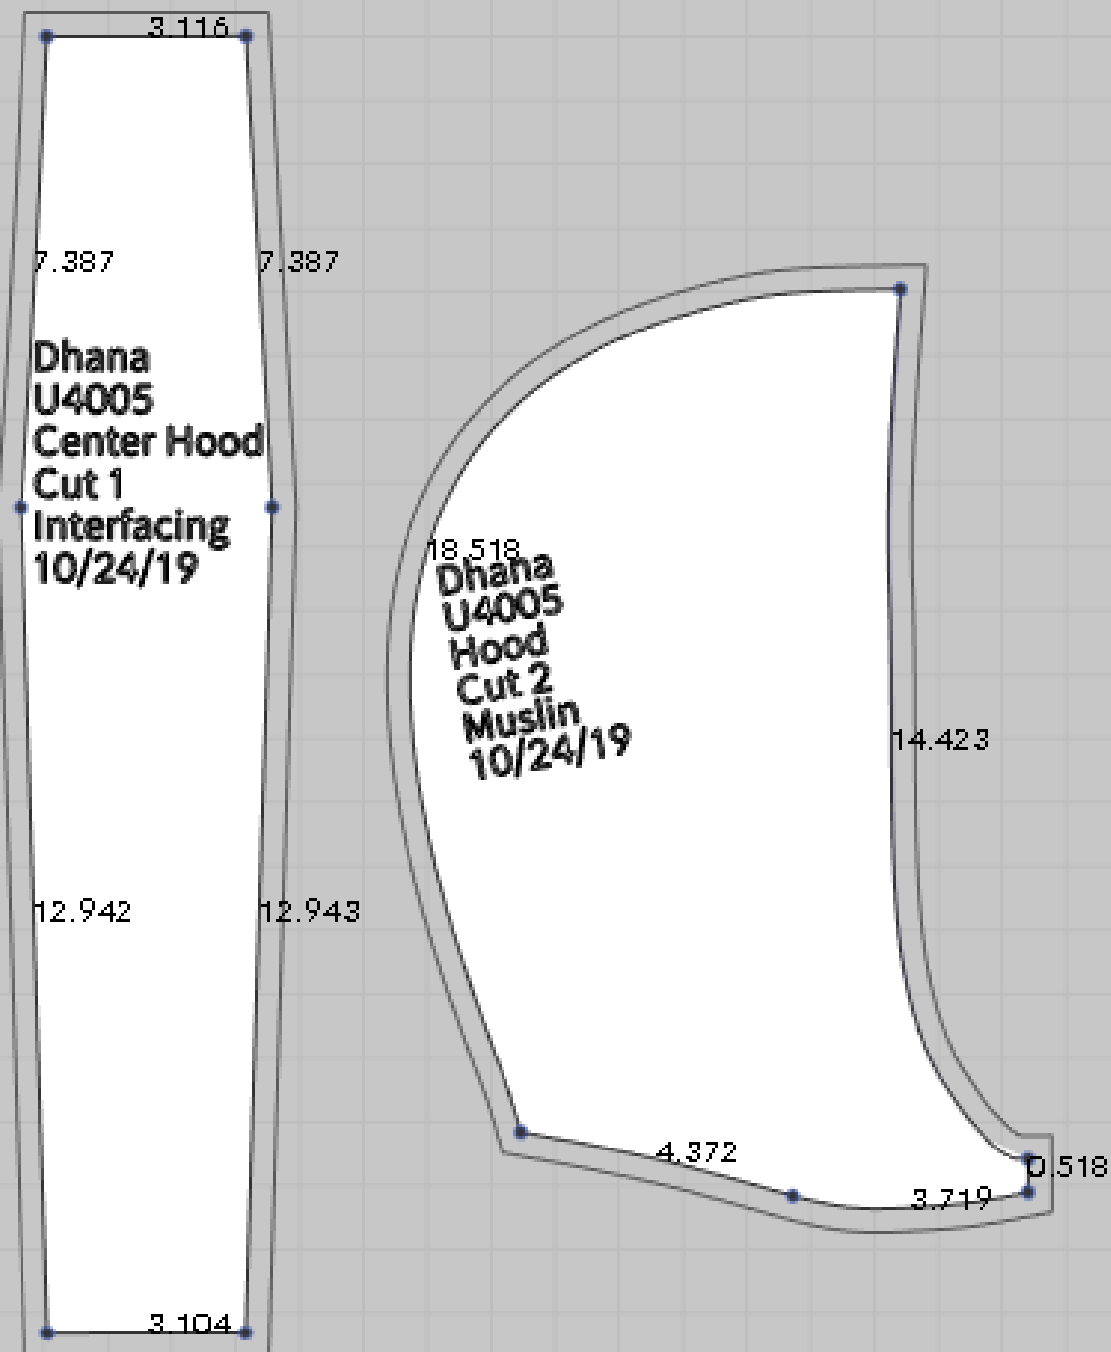 3.116
7.387
7.387
Dhana
U4005
Center Hood
Cut 1
Interfacing
10/24/19
12.942
12.943
3.104
18.518
Dhana
U4005
Hood
Cut 2
Muslin
10/24/19
14.423
4.372
0.518
3.719